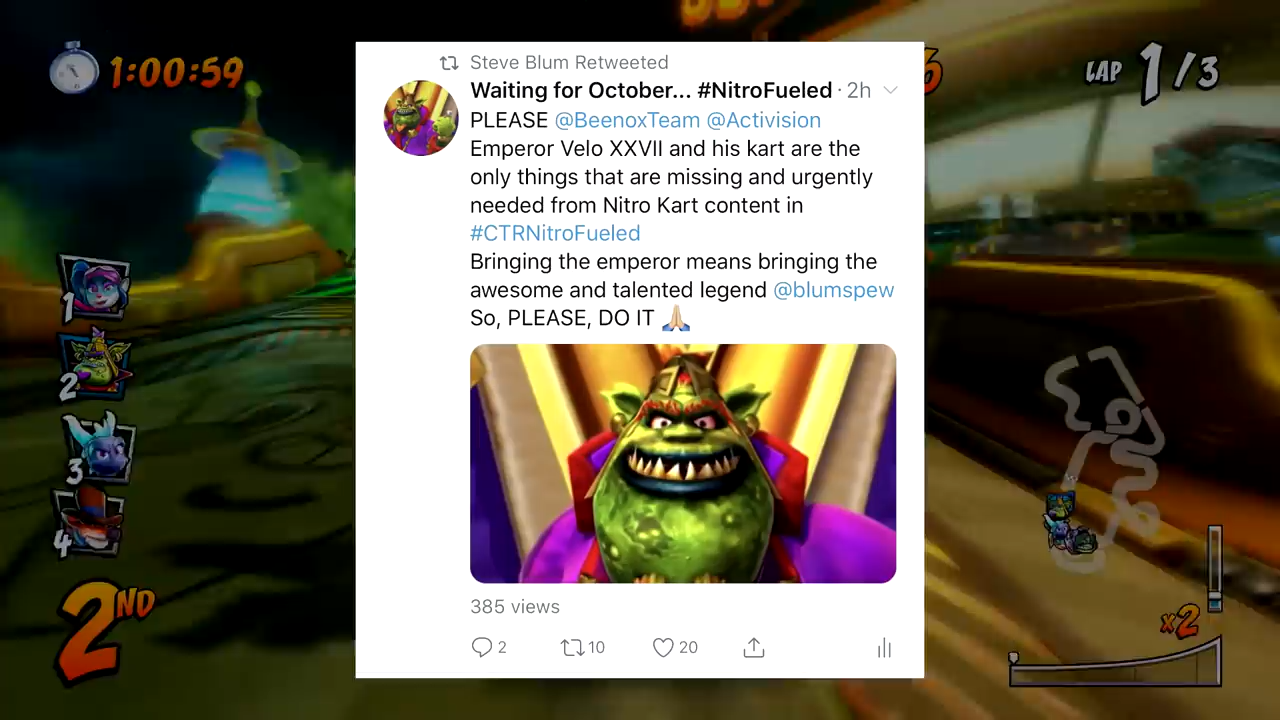 1:00:59
6
LAP 1/3
Steve Blum Retweeted
Waiting for October... #NitroFueled · 2h
PLEASE @BeenoxTeam @Activision
Emperor Velo XXVII and his kart are the
only things that are missing and urgently
needed from Nitro Kart content in
#CTRNitroFueled
Bringing the emperor means bringing the
awesome and talented legend @blumspew
So, PLEASE, DO IT 🙏🏻
385 views
2
10
20
1
2
3
4
2ND
x2